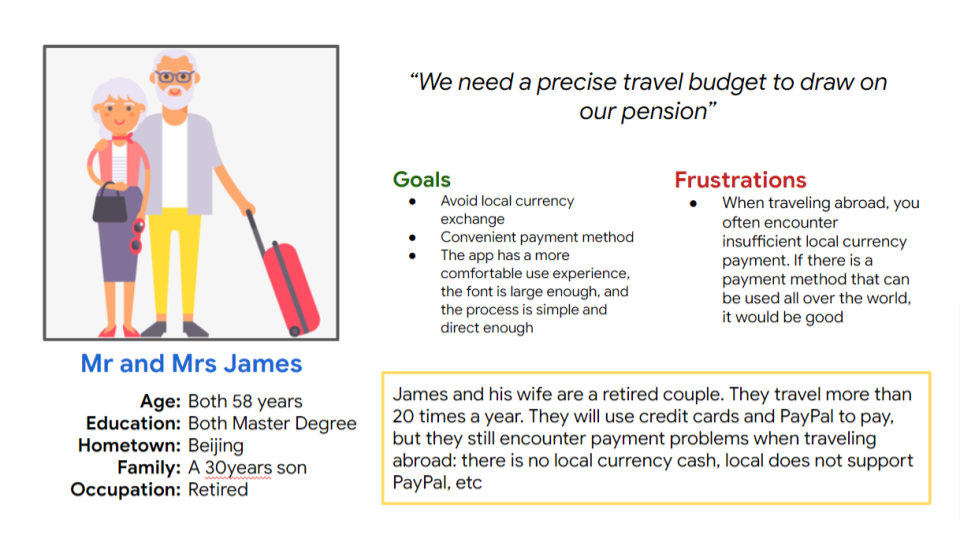 “We need a precise travel budget to draw on
our pension”
Goals
● Avoid local currency
exchange
● Convenient payment method
● The app has a more
comfortable use experience,
the font is large enough, and
the process is simple and
direct enough
Frustrations
● When traveling abroad, you
often encounter
insufficient local currency
payment. If there is a
payment method that can
be used all over the world,
it would be good
Mr and Mrs James
Age: Both 58 years
Education: Both Master Degree
Hometown: Beijing
Family: A 30years son
Occupation: Retired
James and his wife are a retired couple. They travel more than
20 times a year. They will use credit cards and PayPal to pay,
but they still encounter payment problems when traveling
abroad: there is no local currency cash, local does not support
PayPal, etc